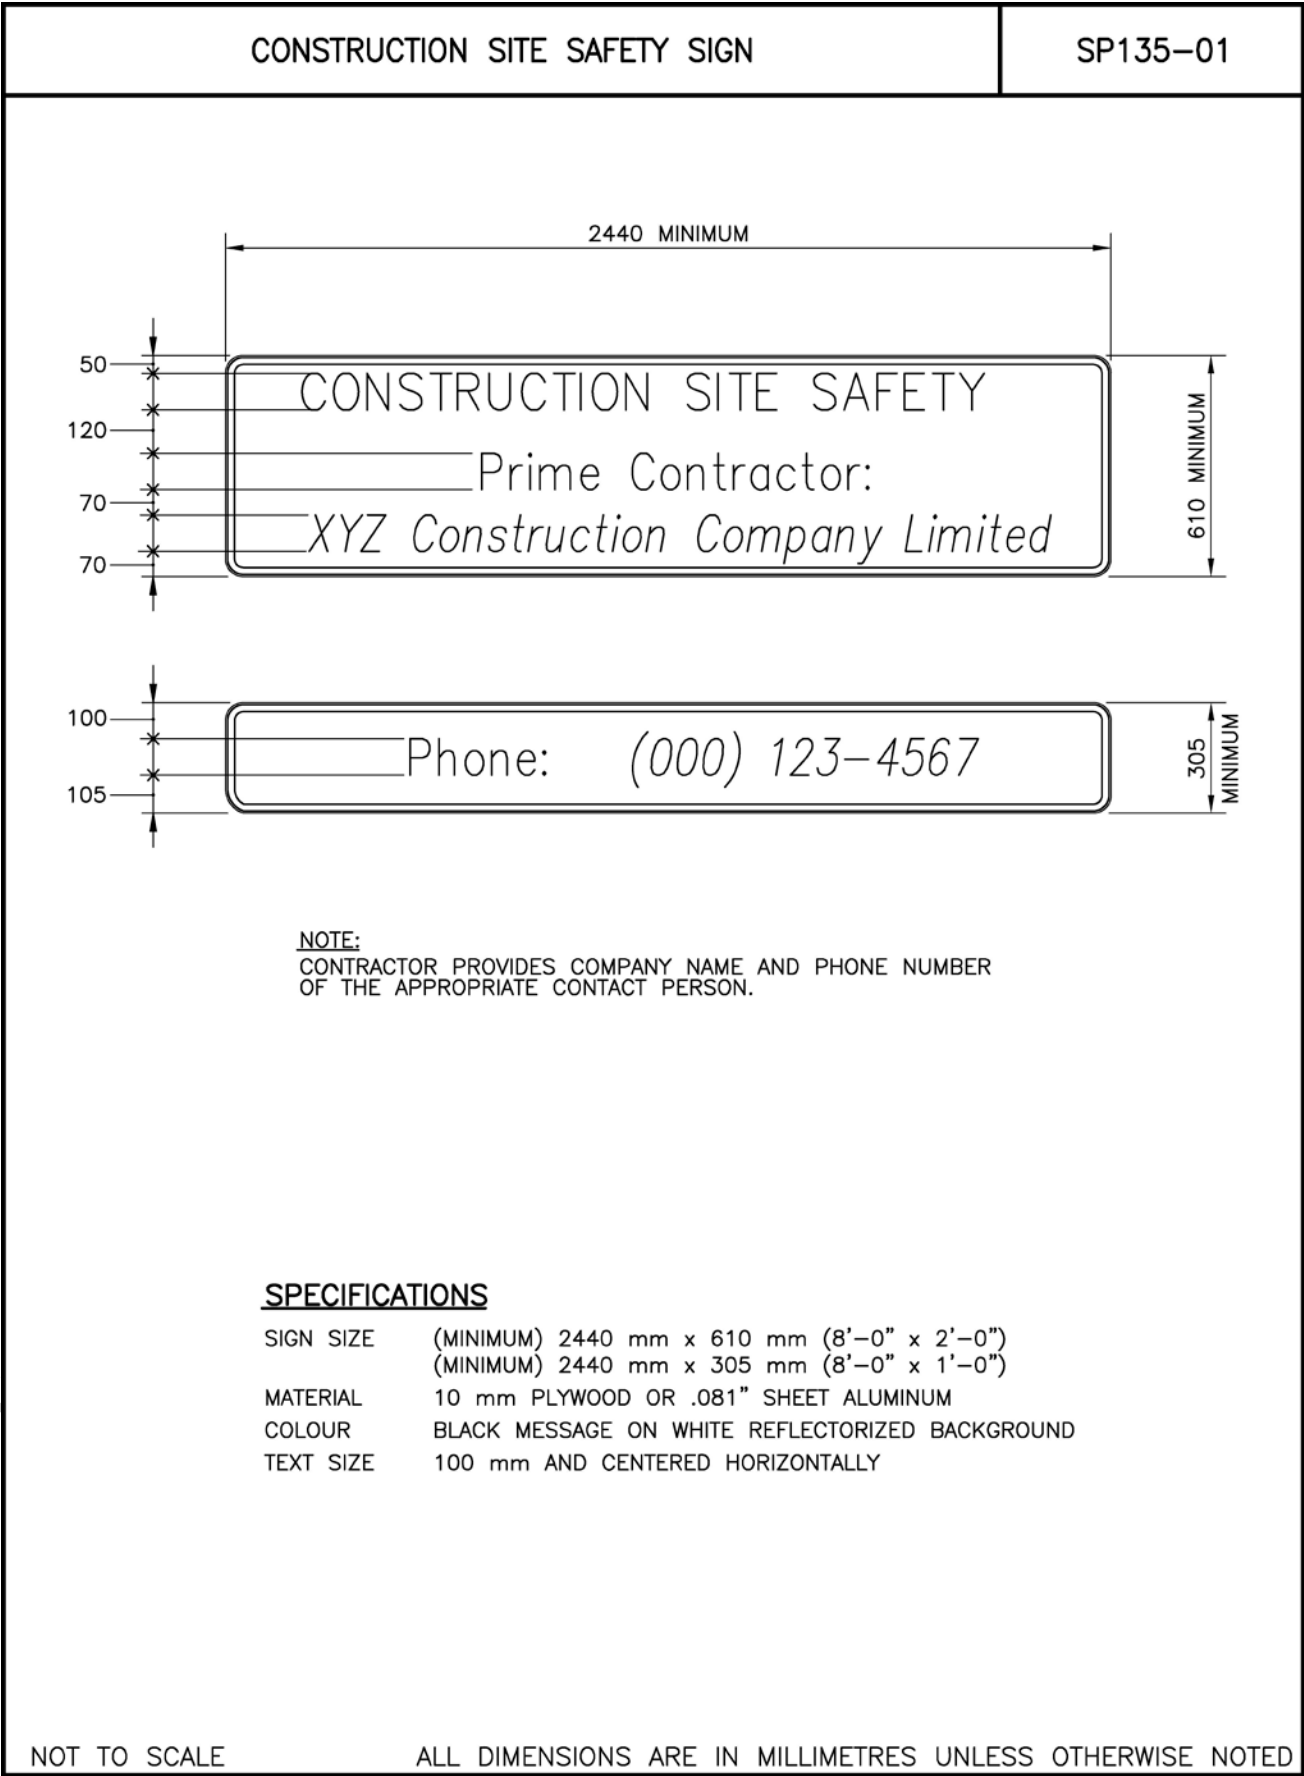 CONSTRUCTION SITE SAFETY SIGN
SP135-01
2440 MINIMUM
50
120
70
70
CONSTRUCTION SITE SAFETY
Prime Contractor:
XYZ Construction Company Limited
610 MINIMUM
100
105
Phone: (000) 123-4567
305
MINIMUM
NOTE:
CONTRACTOR PROVIDES COMPANY NAME AND PHONE NUMBER
OF THE APPROPRIATE CONTACT PERSON.
SPECIFICATIONS
SIGN SIZE (MINIMUM) 2440 mm x 610 mm (8'-0" x 2'-0")
(MINIMUM) 2440 mm x 305 mm (8'-0" x 1'-0")
MATERIAL 10 mm PLYWOOD OR .081" SHEET ALUMINUM
COLOUR BLACK MESSAGE ON WHITE REFLECTORIZED BACKGROUND
TEXT SIZE 100 mm AND CENTERED HORIZONTALLY
NOT TO SCALE
ALL DIMENSIONS ARE IN MILLIMETRES UNLESS OTHERWISE NOTED